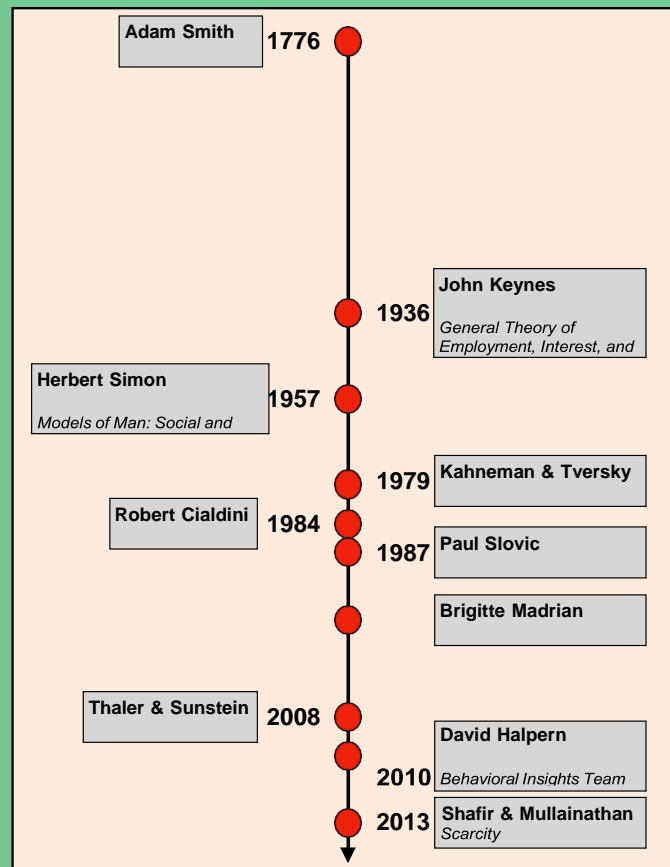 Adam Smith
1776
John Keynes
1936
General Theory of
Employment, Interest, and
Herbert Simon
1957
Models of Man: Social and
Kahneman & Tversky
1979
Robert Cialdini
1984
Paul Slovic
1987
Brigitte Madrian
Thaler & Sunstein
2008
David Halpern
2010
Behavioral Insights Team
Shafir & Mullainathan
2013
Scarcity